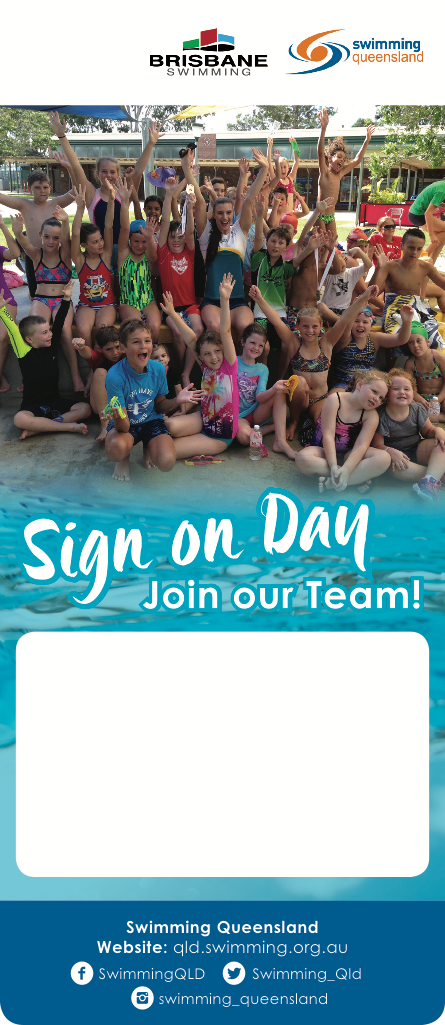 BRISBANE
SWIMMING
swimming
queensland
Sign on Day
Join our Team!
Swimming Queensland
Website: qld.swimming.org.au
SwimmingQLD Swimming_Qld
swimming_queensland